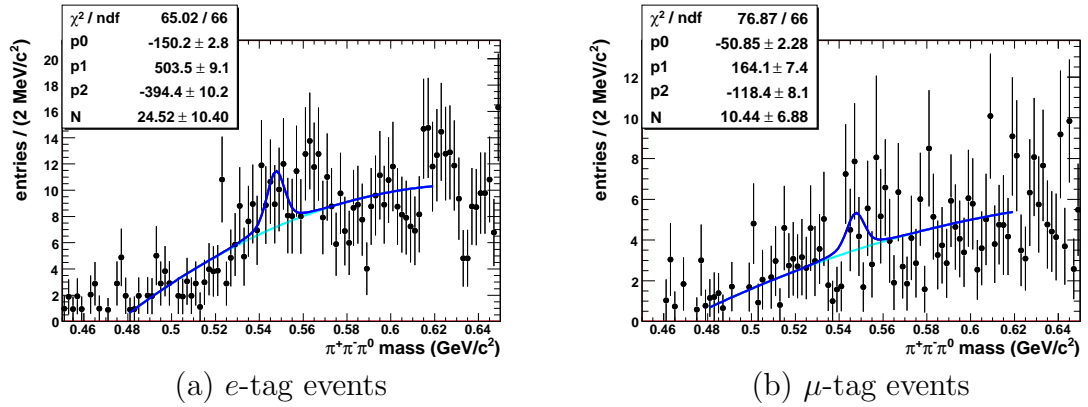 χ² / ndf 65.02 / 66
p0 -150.2 ± 2.8
p1 503.5 ± 9.1
p2 -394.4 ± 10.2
N 24.52 ± 10.40
entries / (2 MeV/c²)
20
18
16
14
12
10
8
6
4
2
0
0.46 0.48 0.5 0.52 0.54 0.56 0.58 0.6 0.62 0.64
π⁺π⁻π⁰ mass (GeV/c²)
(a) e-tag events
χ² / ndf 76.87 / 66
p0 -50.85 ± 2.28
p1 164.1 ± 7.4
p2 -118.4 ± 8.1
N 10.44 ± 6.88
entries / (2 MeV/c²)
12
10
8
6
4
2
0
0.46 0.48 0.5 0.52 0.54 0.56 0.58 0.6 0.62 0.64
π⁺π⁻π⁰ mass (GeV/c²)
(b) μ-tag events